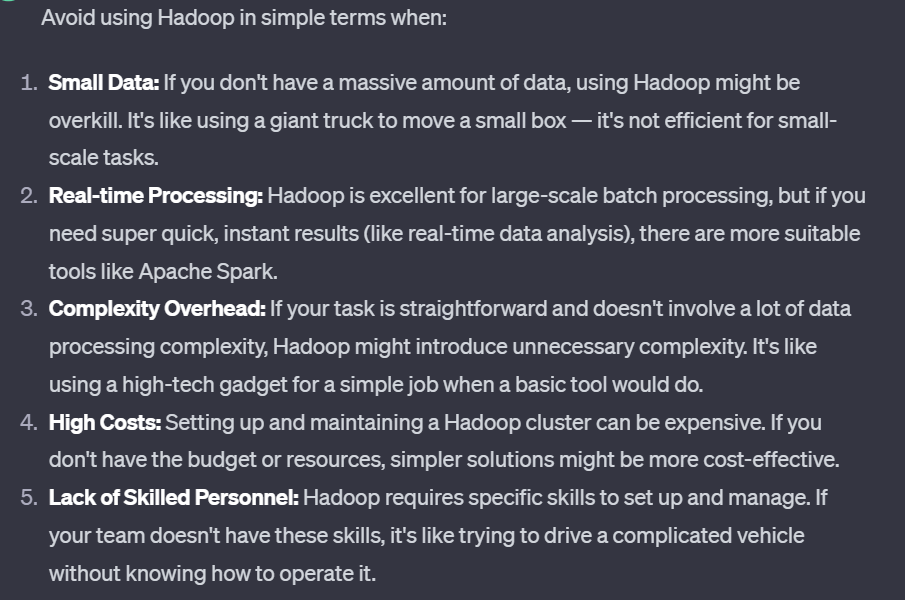 Avoid using Hadoop in simple terms when:
1. Small Data: If you don't have a massive amount of data, using Hadoop might be
overkill. It's like using a giant truck to move a small box — it's not efficient for small-
scale tasks.
2. Real-time Processing: Hadoop is excellent for large-scale batch processing, but if you
need super quick, instant results (like real-time data analysis), there are more suitable
tools like Apache Spark.
3. Complexity Overhead: If your task is straightforward and doesn't involve a lot of data
processing complexity, Hadoop might introduce unnecessary complexity. It's like
using a high-tech gadget for a simple job when a basic tool would do.
4. High Costs: Setting up and maintaining a Hadoop cluster can be expensive. If you
don't have the budget or resources, simpler solutions might be more cost-effective.
5. Lack of Skilled Personnel: Hadoop requires specific skills to set up and manage. If
your team doesn't have these skills, it's like trying to drive a complicated vehicle
without knowing how to operate it.